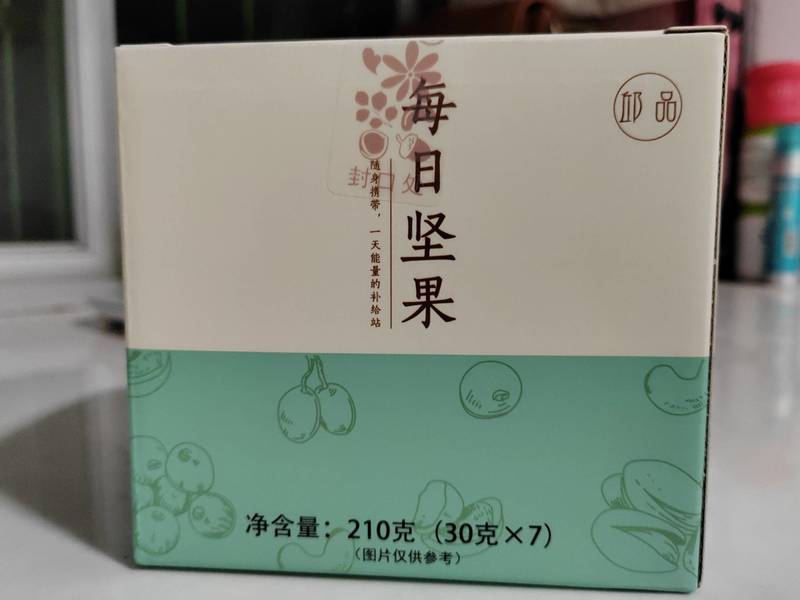 邱品
每日坚果
随身携带，一天能量的补给站
封口处
净含量：210克（30克×7）
（图片仅供参考）